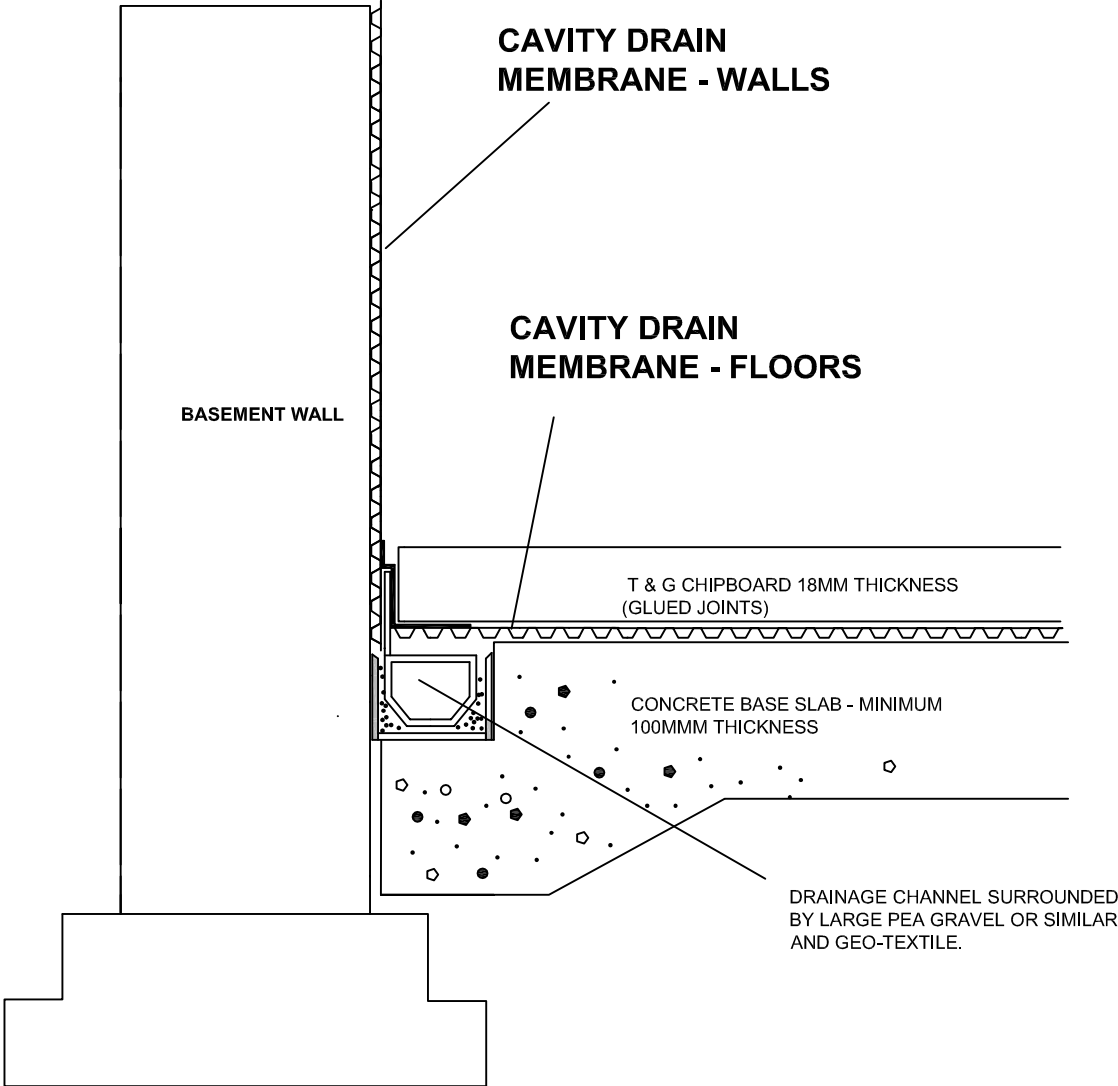 CAVITY DRAIN
MEMBRANE - WALLS
CAVITY DRAIN
MEMBRANE - FLOORS
BASEMENT WALL
T & G CHIPBOARD 18MM THICKNESS
(GLUED JOINTS)
CONCRETE BASE SLAB - MINIMUM
100MMM THICKNESS
DRAINAGE CHANNEL SURROUNDED
BY LARGE PEA GRAVEL OR SIMILAR
AND GEO-TEXTILE.